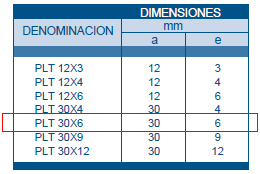 DIMENSIONES
DENOMINACION mm
a e
PLT 12X3 12 3
PLT 12X4 12 4
PLT 12X6 12 6
PLT 30X4 30 4
PLT 30X6 30 6
PLT 30X9 30 9
PLT 30X12 30 12